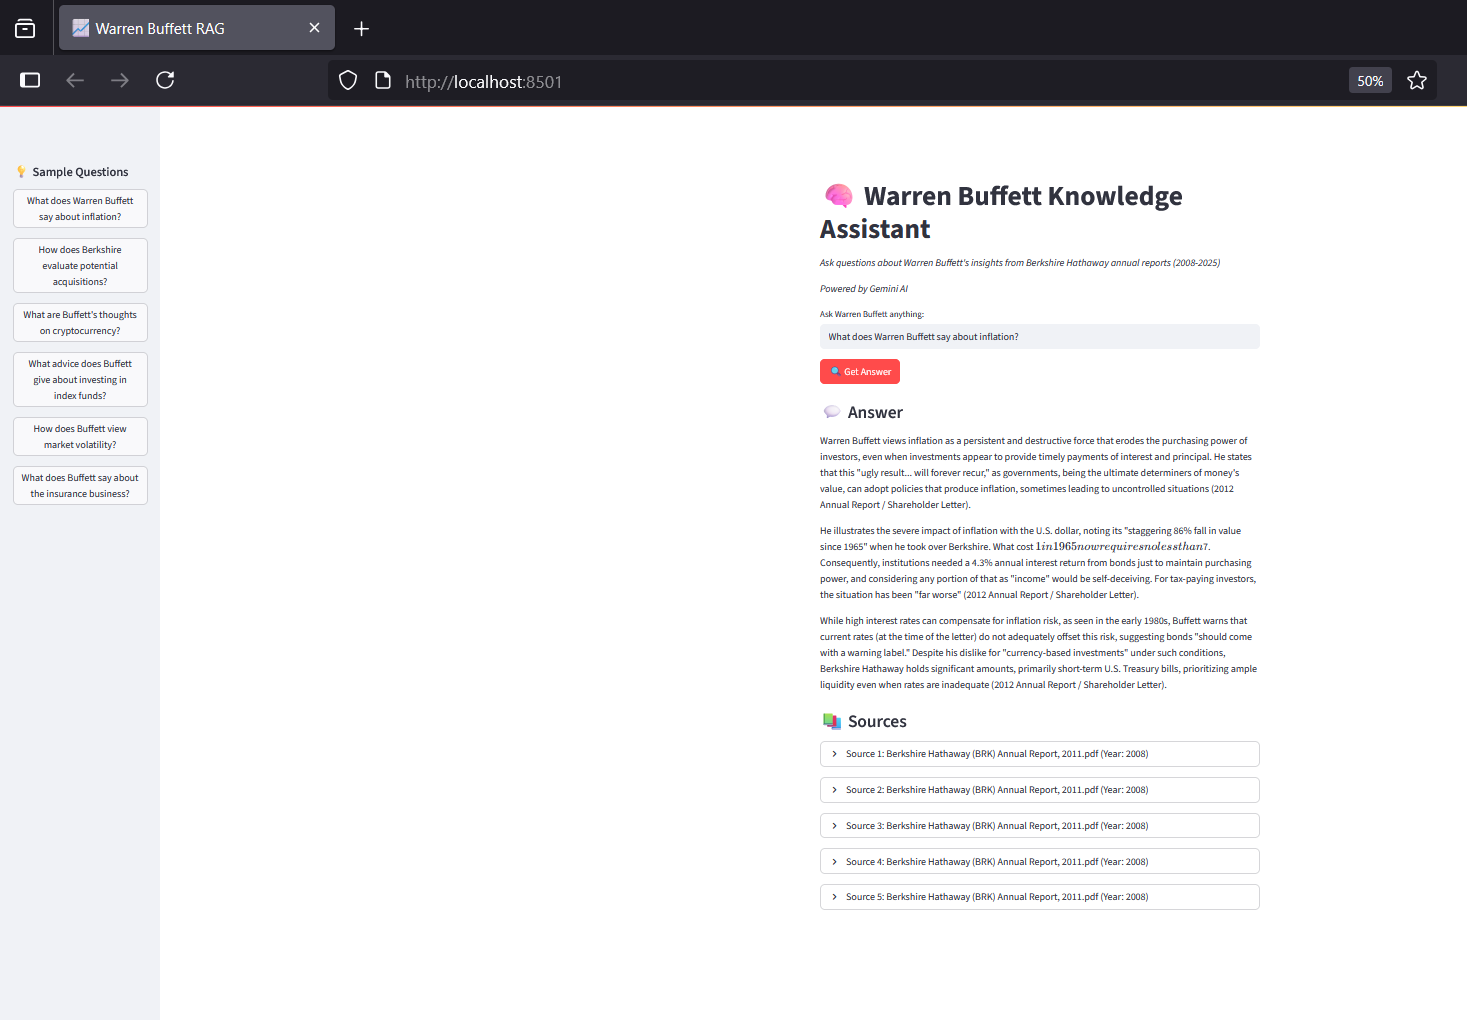 Warren Buffett RAG
http://localhost:8501
50%
Sample Questions
What does Warren Buffett
say about inflation?
How does Berkshire
evaluate potential
acquisitions?
What are Buffett's thoughts
on cryptocurrency?
What advice does Buffett
give about investing in
index funds?
How does Buffett view
market volatility?
What does Buffett say about
the insurance business?
Warren Buffett Knowledge
Assistant
Ask questions about Warren Buffett's insights from Berkshire Hathaway annual reports (2008-2025)
Powered by Gemini AI
Ask Warren Buffett anything:
What does Warren Buffett say about inflation?
Get Answer
Answer
Warren Buffett views inflation as a persistent and destructive force that erodes the purchasing power of
investors, even when investments appear to provide timely payments of interest and principal. He states
that this "ugly result... will forever recur," as governments, being the ultimate determiners of money's
value, can adopt policies that produce inflation, sometimes leading to uncontrolled situations (2012
Annual Report / Shareholder Letter).
He illustrates the severe impact of inflation with the U.S. dollar, noting its "staggering 86% fall in value
since 1965" when he took over Berkshire. What cost 1in1965nowrequiresnolessthan7.
Consequently, institutions needed a 4.3% annual interest return from bonds just to maintain purchasing
power, and considering any portion of that as "income" would be self-deceiving. For tax-paying investors,
the situation has been "far worse" (2012 Annual Report / Shareholder Letter).
While high interest rates can compensate for inflation risk, as seen in the early 1980s, Buffett warns that
current rates (at the time of the letter) do not adequately offset this risk, suggesting bonds "should come
with a warning label." Despite his dislike for "currency-based investments" under such conditions,
Berkshire Hathaway holds significant amounts, primarily short-term U.S. Treasury bills, prioritizing ample
liquidity even when rates are inadequate (2012 Annual Report / Shareholder Letter).
Sources
Source 1: Berkshire Hathaway (BRK) Annual Report, 2011.pdf (Year: 2008)
Source 2: Berkshire Hathaway (BRK) Annual Report, 2011.pdf (Year: 2008)
Source 3: Berkshire Hathaway (BRK) Annual Report, 2011.pdf (Year: 2008)
Source 4: Berkshire Hathaway (BRK) Annual Report, 2011.pdf (Year: 2008)
Source 5: Berkshire Hathaway (BRK) Annual Report, 2011.pdf (Year: 2008)